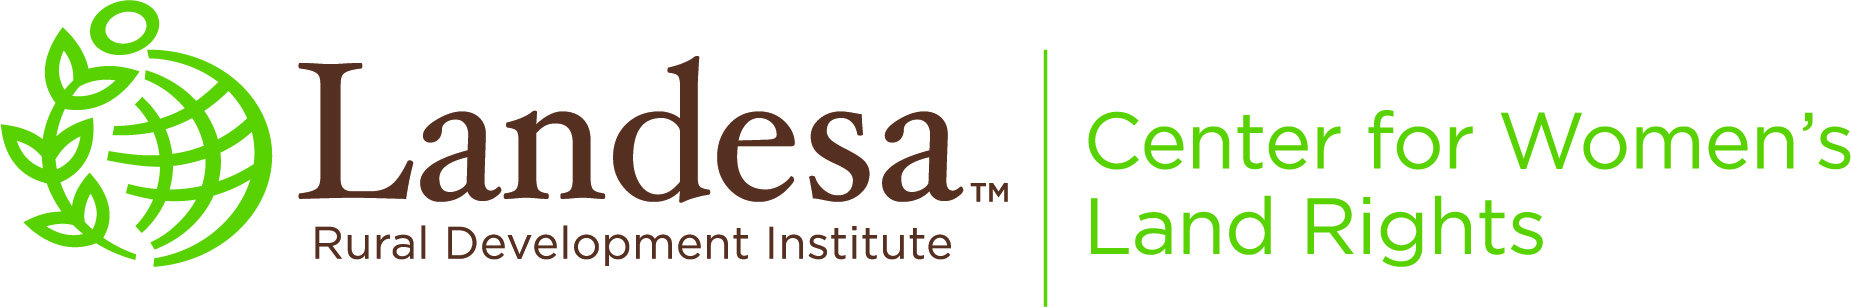 Landesa™
Rural Development Institute
Center for Women’s
Land Rights